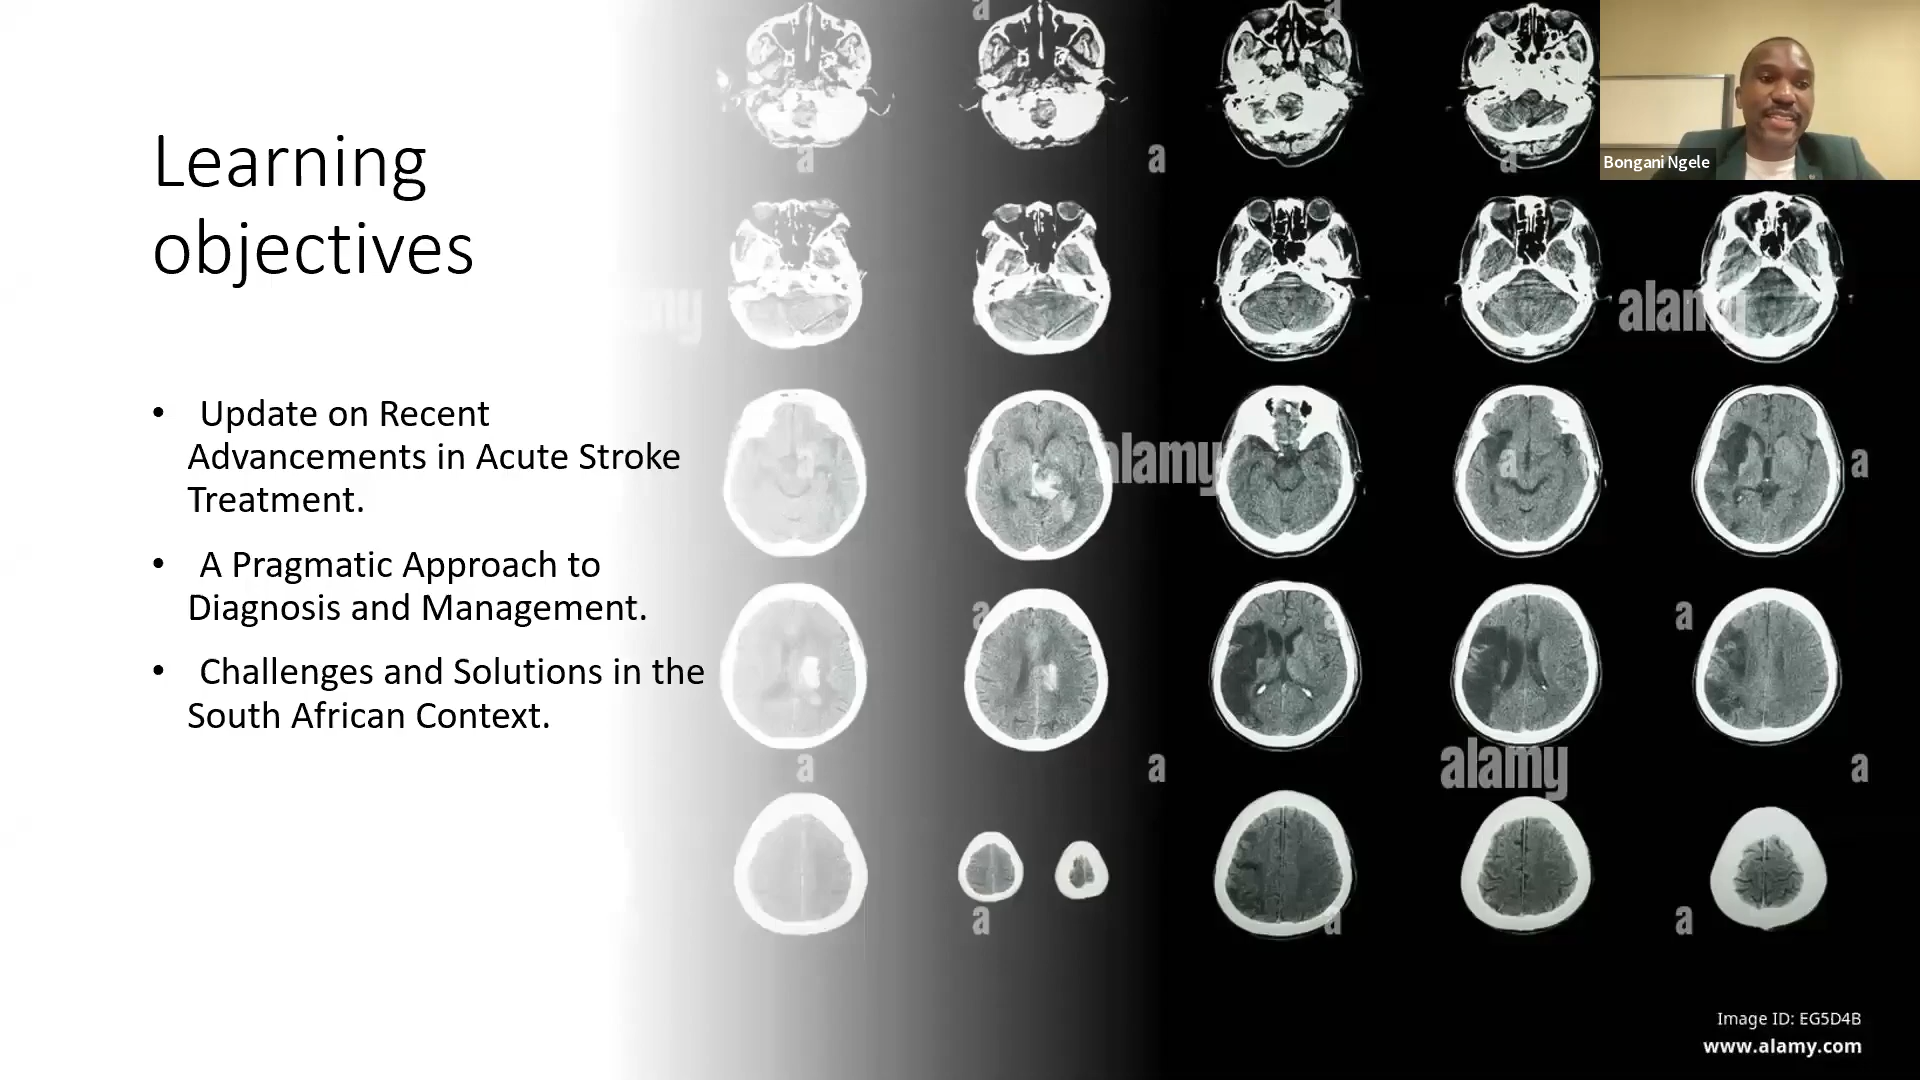 Learning
objectives
• Update on Recent
Advancements in Acute Stroke
Treatment.
• A Pragmatic Approach to
Diagnosis and Management.
• Challenges and Solutions in the
South African Context.
Bongani Ngele
a
a
a
a
a
alamy
alamy
alamy
a
a
a
a
a
a
a
alamy
a
a
a
a
Image ID: EG5D4B
www.alamy.com